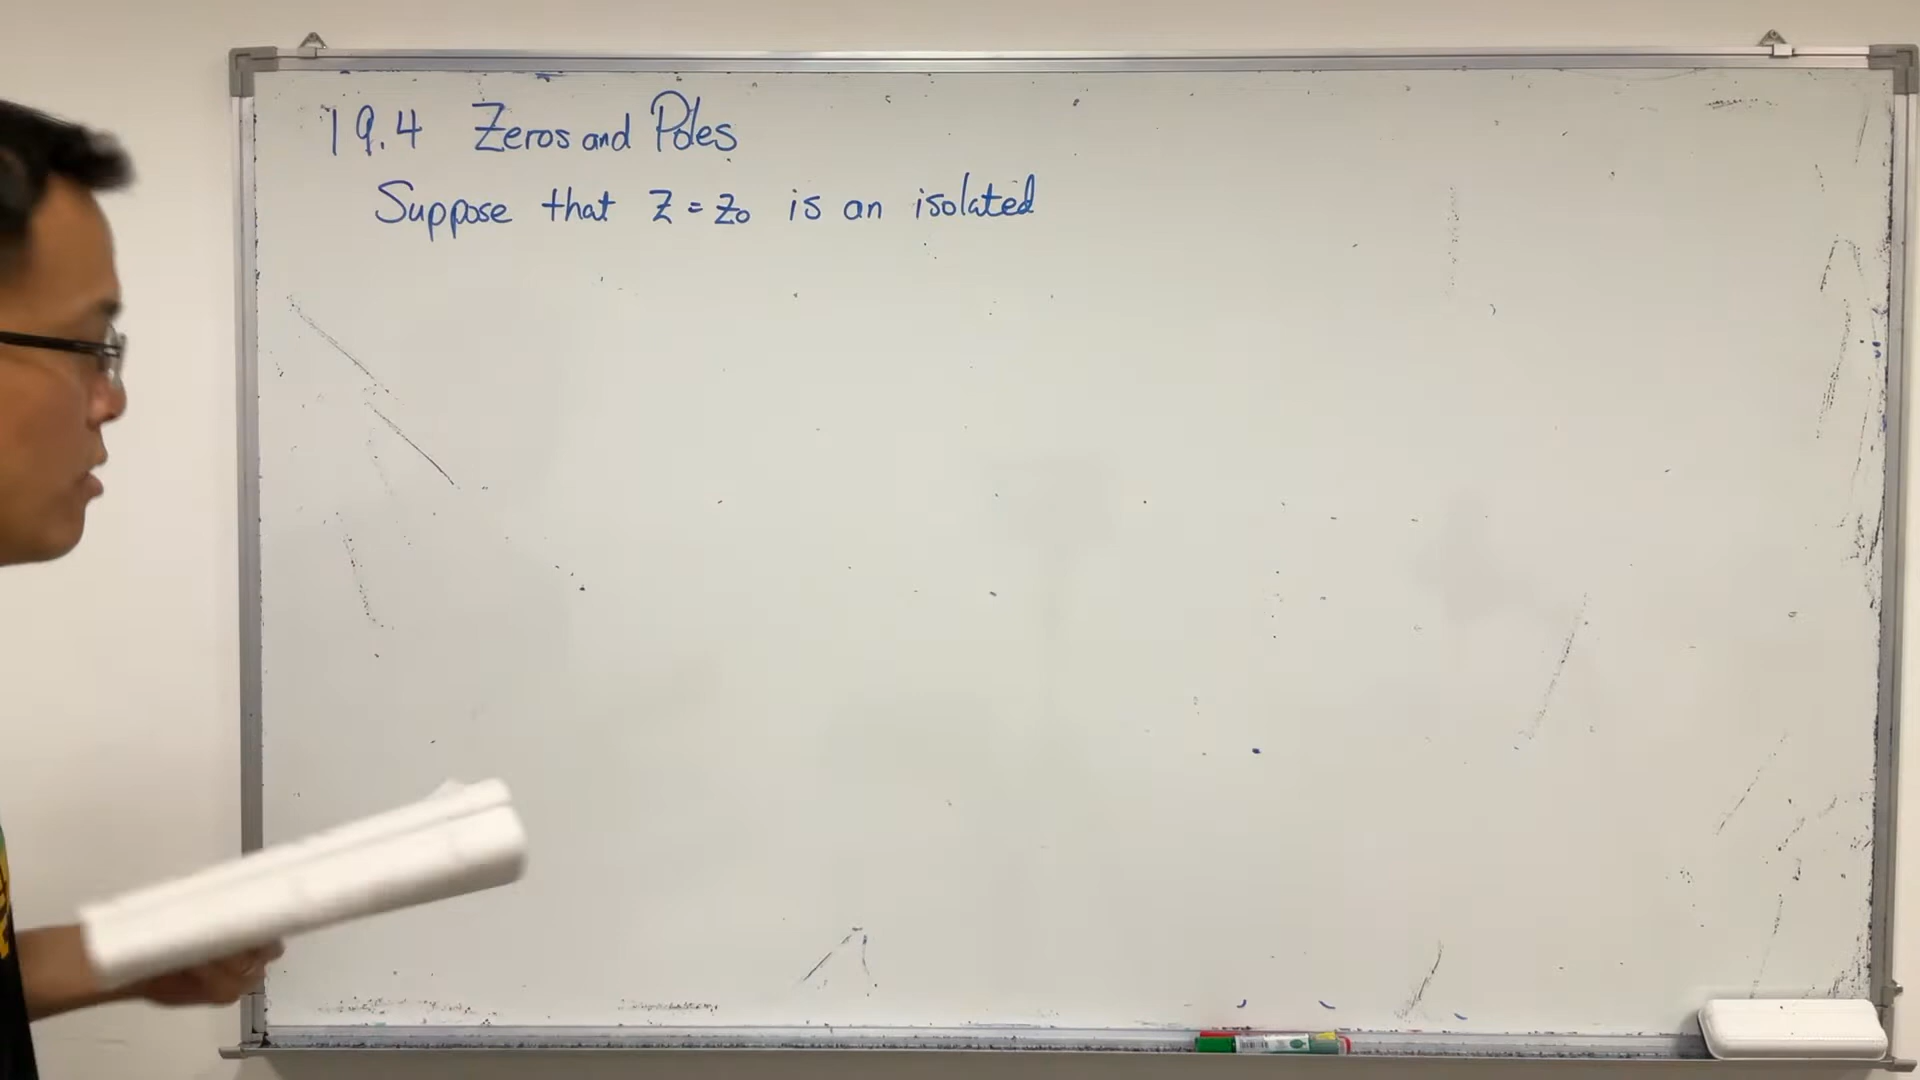 19.4 Zeros and Poles
Suppose that z = z₀ is an isolated